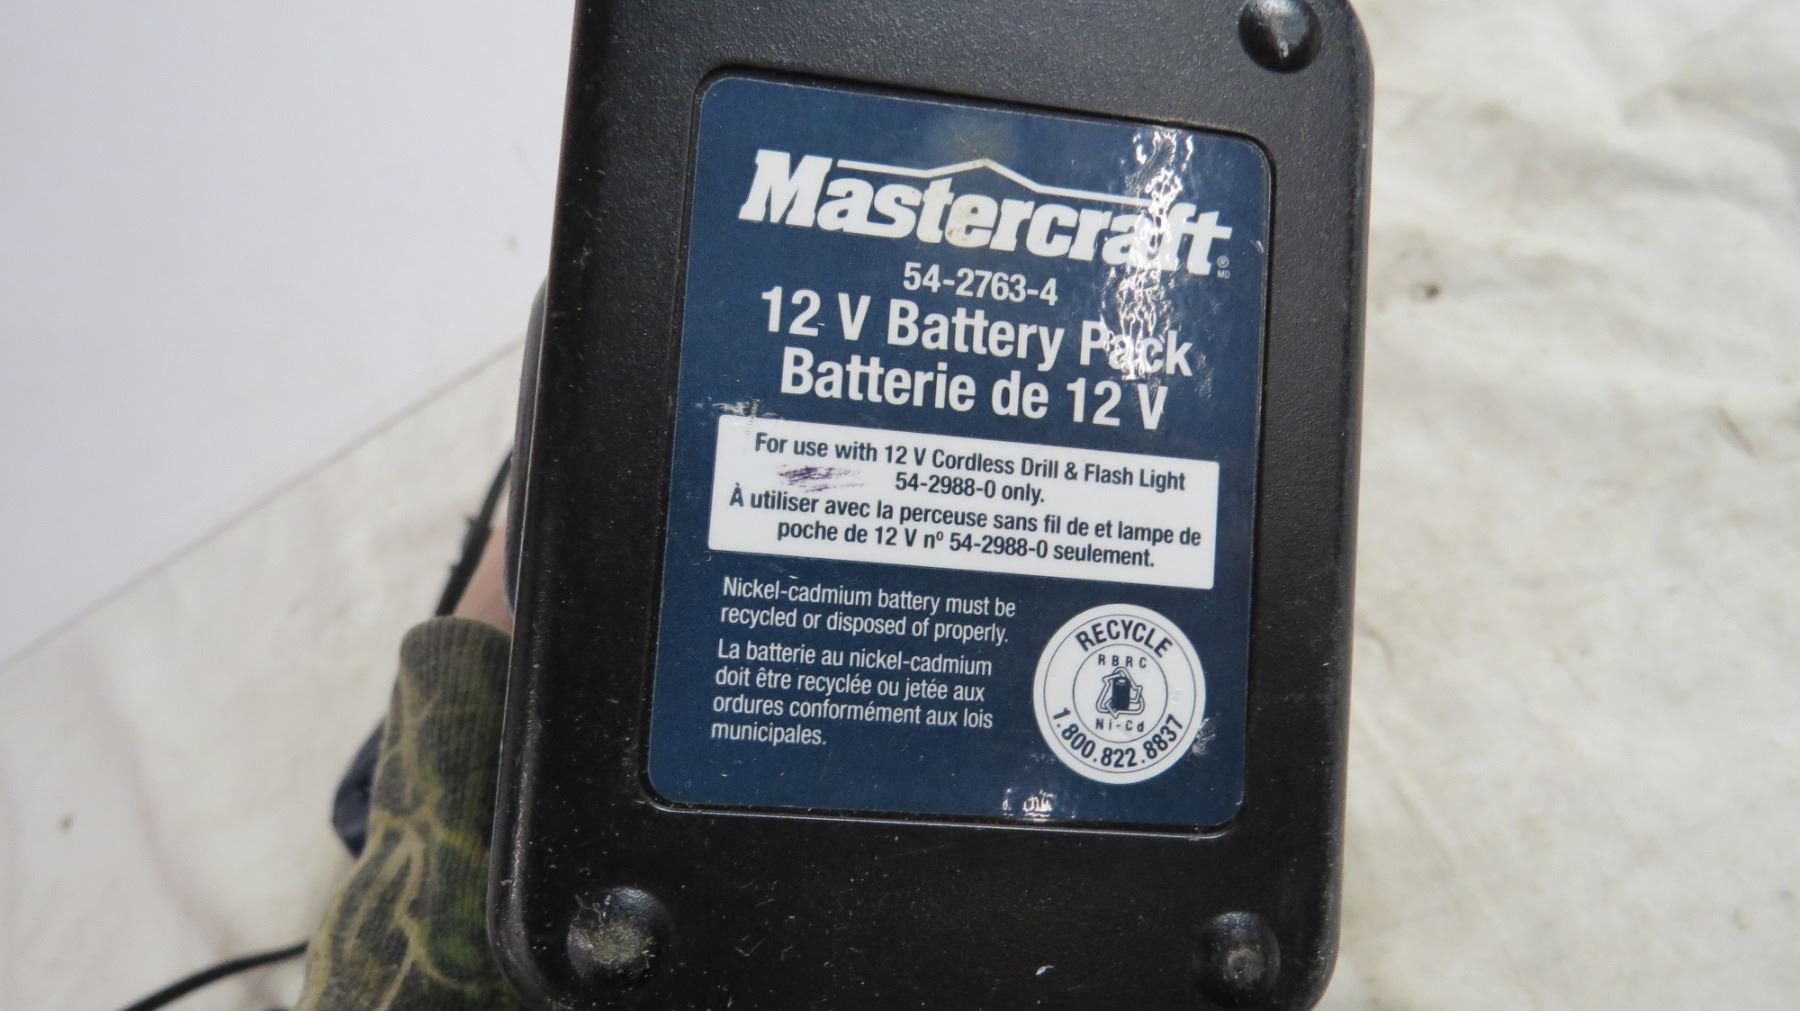 Mastercraft
® MD
54-2763-4
12 V Battery Pack
Batterie de 12 V
For use with 12 V Cordless Drill & Flash Light
54-2988-0 only.
À utiliser avec la perceuse sans fil de et lampe de
poche de 12 V nº 54-2988-0 seulement.
Nickel-cadmium battery must be
recycled or disposed of properly.
La batterie au nickel-cadmium
doit être recyclée ou jetée aux
ordures conformément aux lois
municipales.
RECYCLE
RBRC
Ni-Cd
1.800.822.8837